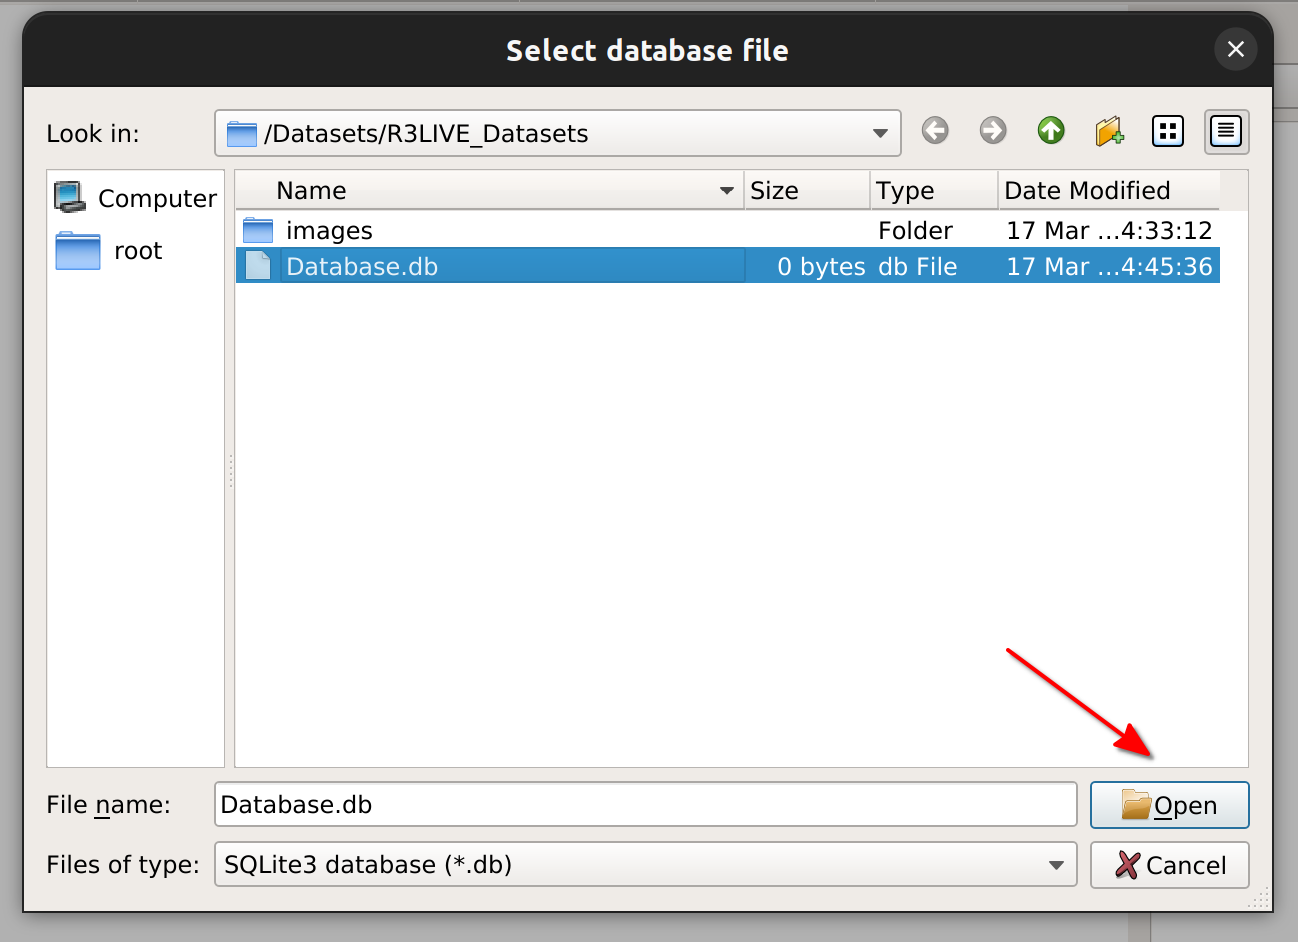 Select database file
Look in: /Datasets/R3LIVE_Datasets
Computer
root
Name Size Type Date Modified
images Folder 17 Mar ...4:33:12
Database.db 0 bytes db File 17 Mar ...4:45:36
File name: Database.db Open
Files of type: SQLite3 database (*.db) Cancel